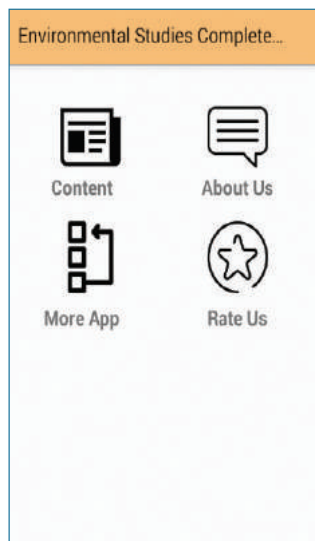 Environmental Studies Complete...
Content
About Us
More App
Rate Us